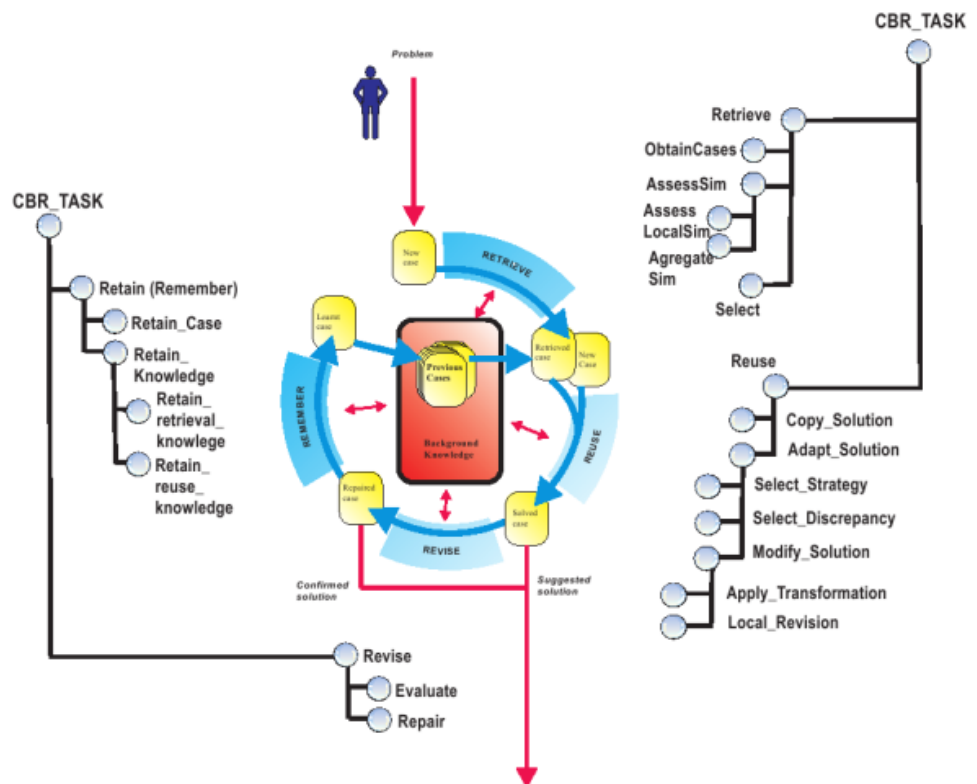 CBR_TASK
Problem
Retrieve
ObtainCases
AssessSim
Assess
LocalSim
Agregate
Sim
Select
CBR_TASK
Retain (Remember)
Retain_Case
Retain_
Knowledge
Retain_
retrieval_
knowlege
Retain_
reuse_
knowledge
New
case
RETRIZVE
Learnt
case
Previous
Cases
Retrieved
case
New
Case
REMEMBER
REUSE
Background
Knowledge
Repaired
case
Solved
case
REVISE
Confirmed
solution
Suggested
solution
Reuse
Copy_Solution
Adapt_Solution
Select_Strategy
Select_Discrepancy
Modify_Solution
Apply_Transformation
Local_Revision
Revise
Evaluate
Repair